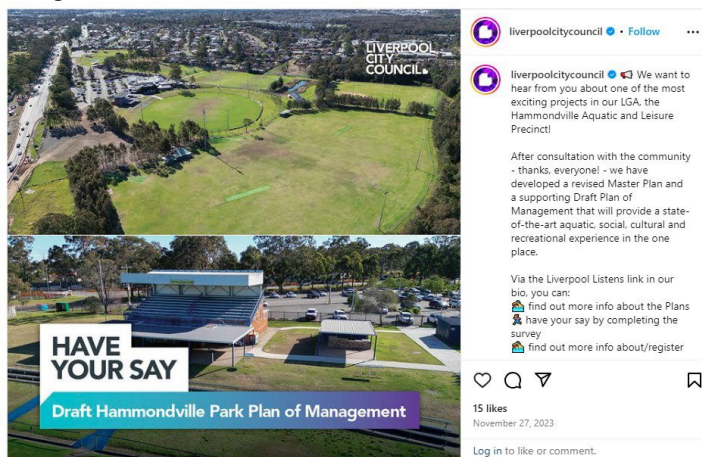 LIVERPOOL
CITY
COUNCIL
HAVE
YOUR SAY
Draft Hammondville Park Plan of Management
liverpoolcitycouncil • Follow
liverpoolcitycouncil 📢 We want to
hear from you about one of the most
exciting projects in our LGA, the
Hammondville Aquatic and Leisure
Precinct!
After consultation with the community
- thanks, everyone! - we have
developed a revised Master Plan and
a supporting Draft Plan of
Management that will provide a state-
of-the-art aquatic, social, cultural and
recreational experience in the one
place.
Via the Liverpool Listens link in our
bio, you can:
find out more info about the Plans
have your say by completing the
survey
find out more info about/register
15 likes
November 27, 2023
Log in to like or comment.